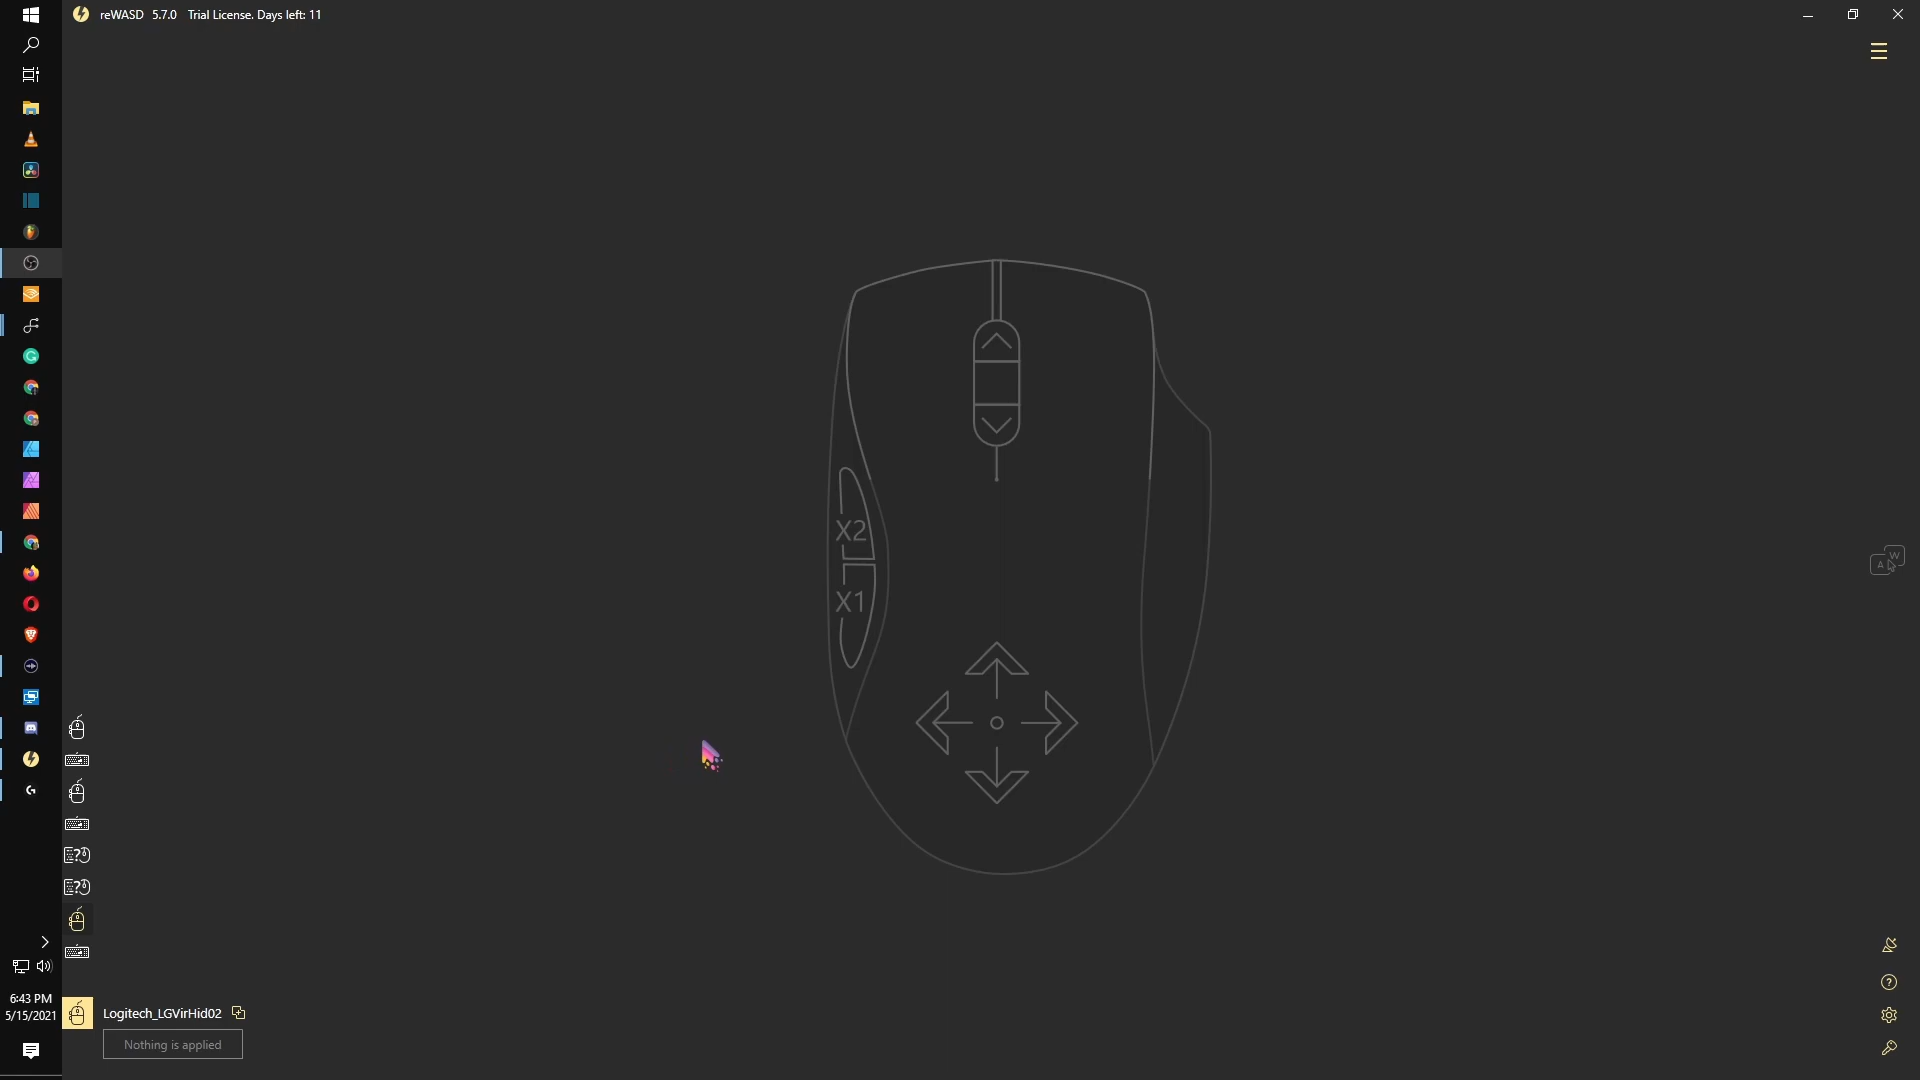 reWASD 5.7.0 Trial License. Days left: 11
X2
X1
W
A
6:43 PM
5/15/2021
Logitech_LGVirHid02
Nothing is applied